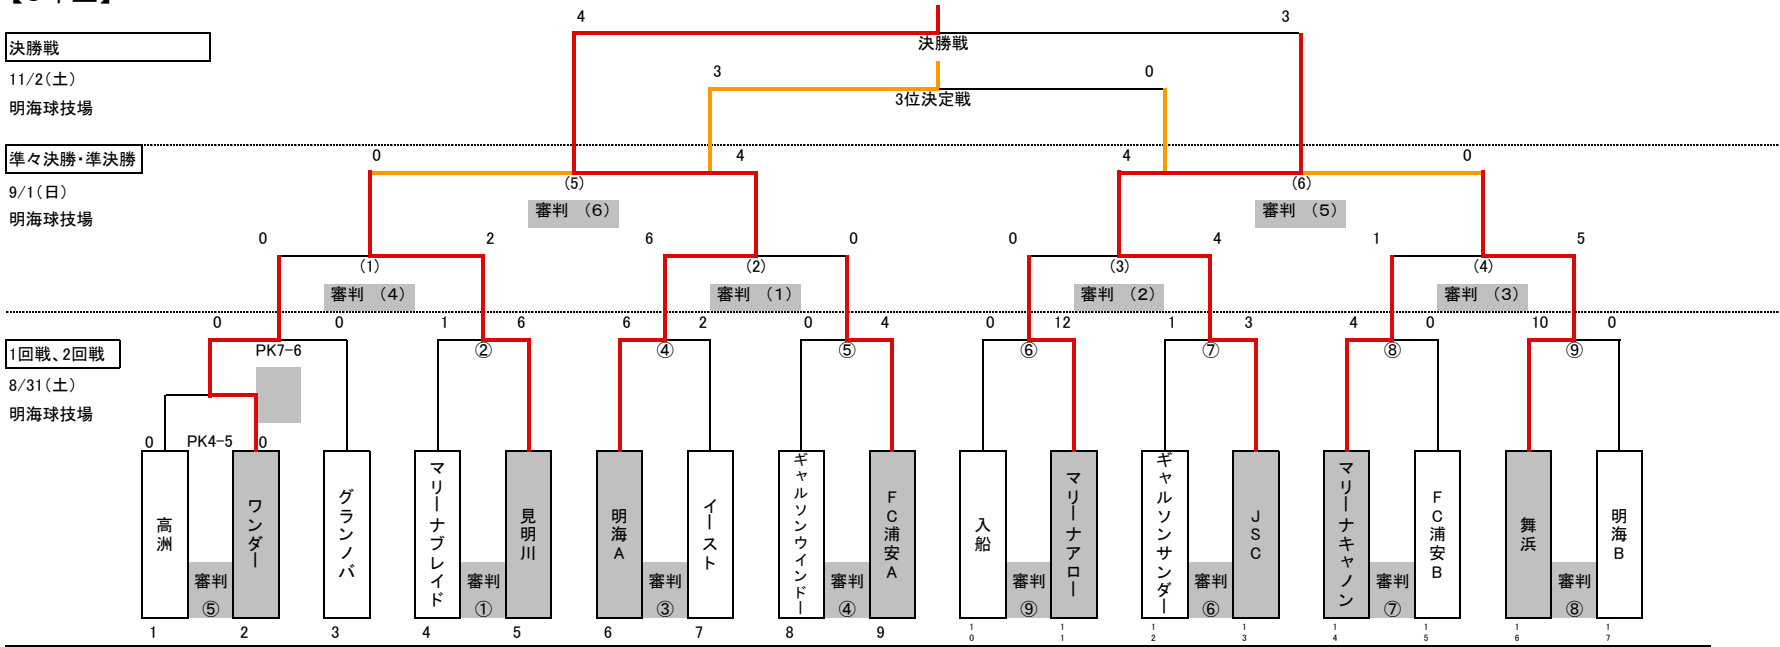 4 3
決勝戦
決勝戦
11/2(土)
3 0
3位決定戦
明海球技場
準々決勝・準決勝
0 4 4 0
9/1(日)
(5) (6)
明海球技場
審判 (6) 審判 (5)
0 2 6 0 0 4 1 5
(1) (2) (3) (4)
審判 (4) 審判 (1) 審判 (2) 審判 (3)
0 0 1 6 6 2 0 4 0 12 1 3 4 0 10 0
1回戦、2回戦
PK7-6 ② ④ ⑤ ⑥ ⑦ ⑧ ⑨
8/31(土)
明海球技場
0 PK4-5 0
高洲
ワンダー
グランノバ
マリーナブレイド
見明川
明海A
イースト
ギャルソンウインドー
FC浦安A
入船
マリーナアロー
ギャルソンサンダー
JSC
マリーナキャノン
FC浦安B
舞浜
明海B
審判 審判 審判 審判 審判 審判 審判 審判
⑤ ① ③ ④ ⑨ ⑥ ⑦ ⑧
1 2 3 4 5 6 7 8 9 10 11 12 13 14 15 16 17